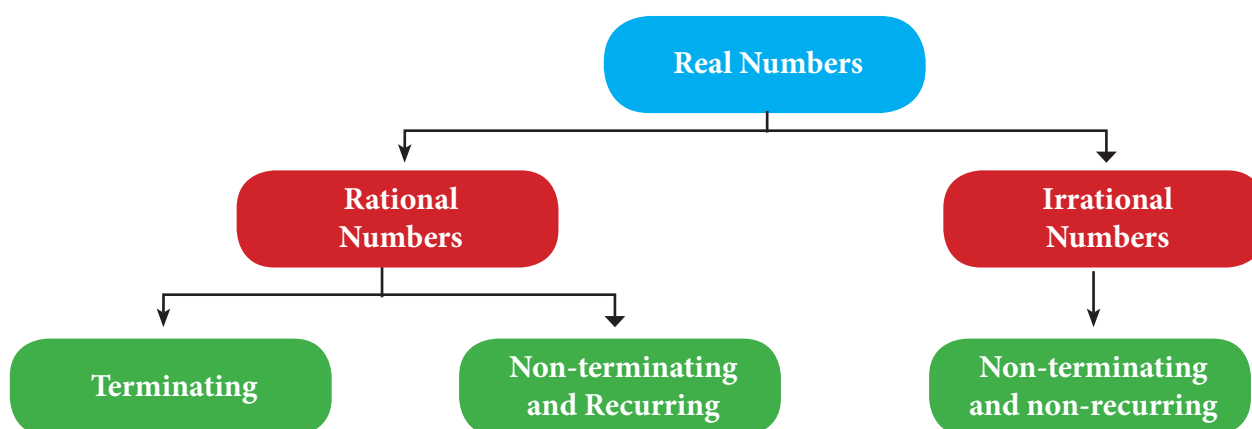 Real Numbers
Rational
Numbers
Irrational
Numbers
Terminating
Non-terminating
and Recurring
Non-terminating
and non-recurring